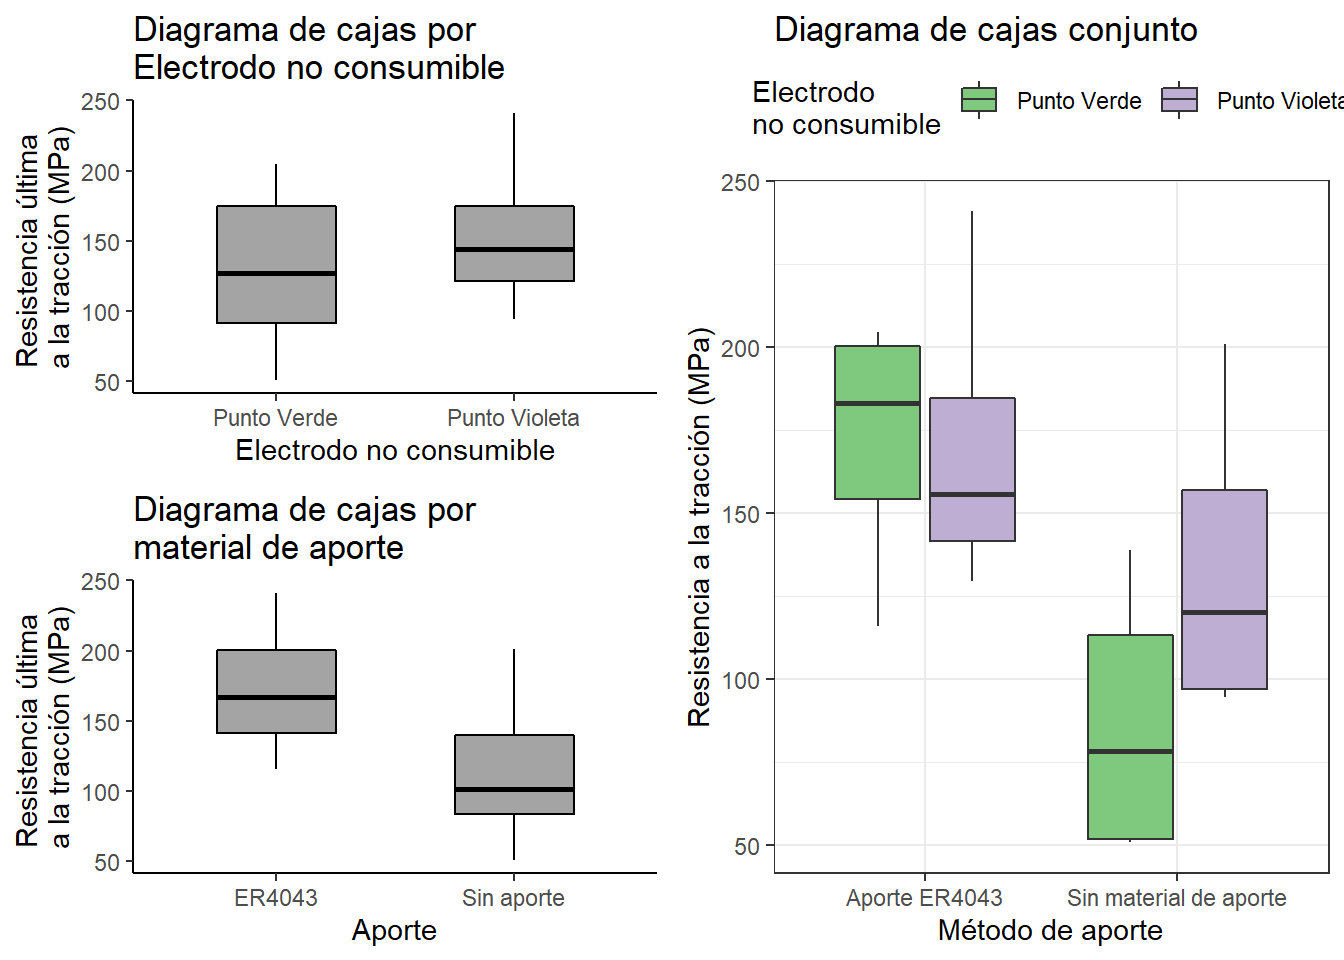 Diagrama de cajas por
Electrodo no consumible
Resistencia última
a la tracción (MPa)
250
200
150
100
50
Punto Verde
Punto Violeta
Electrodo no consumible
Diagrama de cajas por
material de aporte
Resistencia última
a la tracción (MPa)
250
200
150
100
50
ER4043
Sin aporte
Aporte
Diagrama de cajas conjunto
Electrodo
no consumible
Punto Verde
Punto Violeta
Resistencia a la tracción (MPa)
250
200
150
100
50
Aporte ER4043
Sin material de aporte
Método de aporte